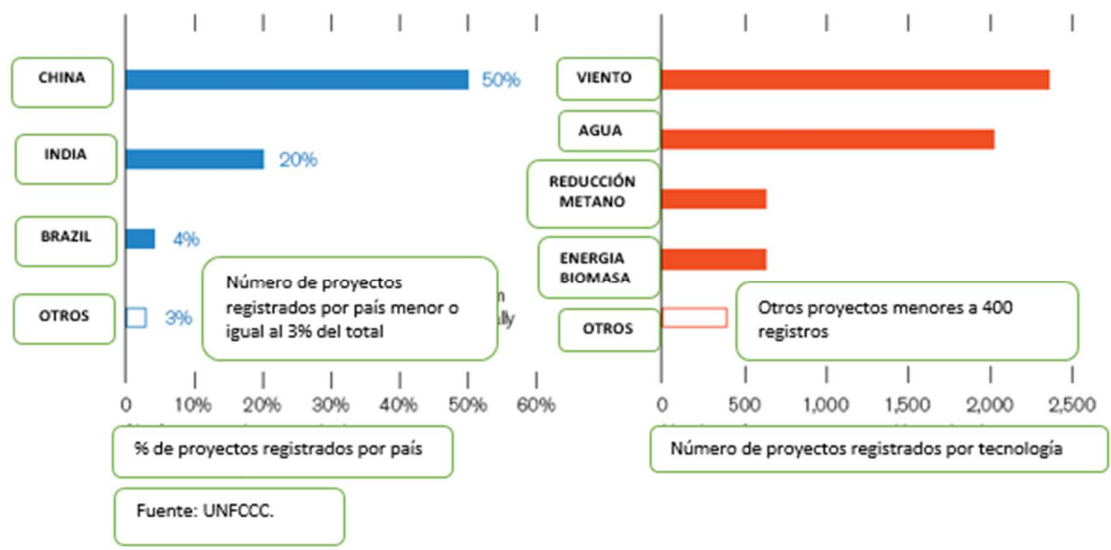 CHINA
50%
INDIA
20%
BRAZIL
4%
OTROS
3%
Número de proyectos
registrados por país menor o
igual al 3% del total
0 10% 20% 30% 40% 50% 60%
% de proyectos registrados por país
Fuente: UNFCCC.
VIENTO
AGUA
REDUCCIÓN
METANO
ENERGIA
BIOMASA
OTROS
Otros proyectos menores a 400
registros
0 500 1,000 1,500 2,000 2,500
Número de proyectos registrados por tecnología